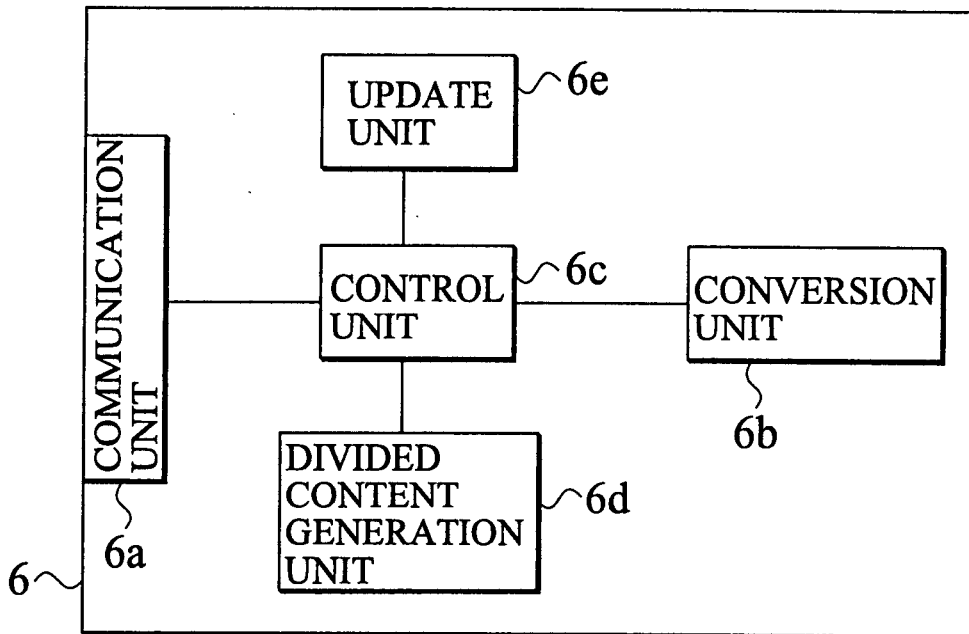 UPDATE
UNIT
6e
COMMUNICATION
UNIT
6a
CONTROL
UNIT
6c
CONVERSION
UNIT
6b
DIVIDED
CONTENT
GENERATION
UNIT
6d
6